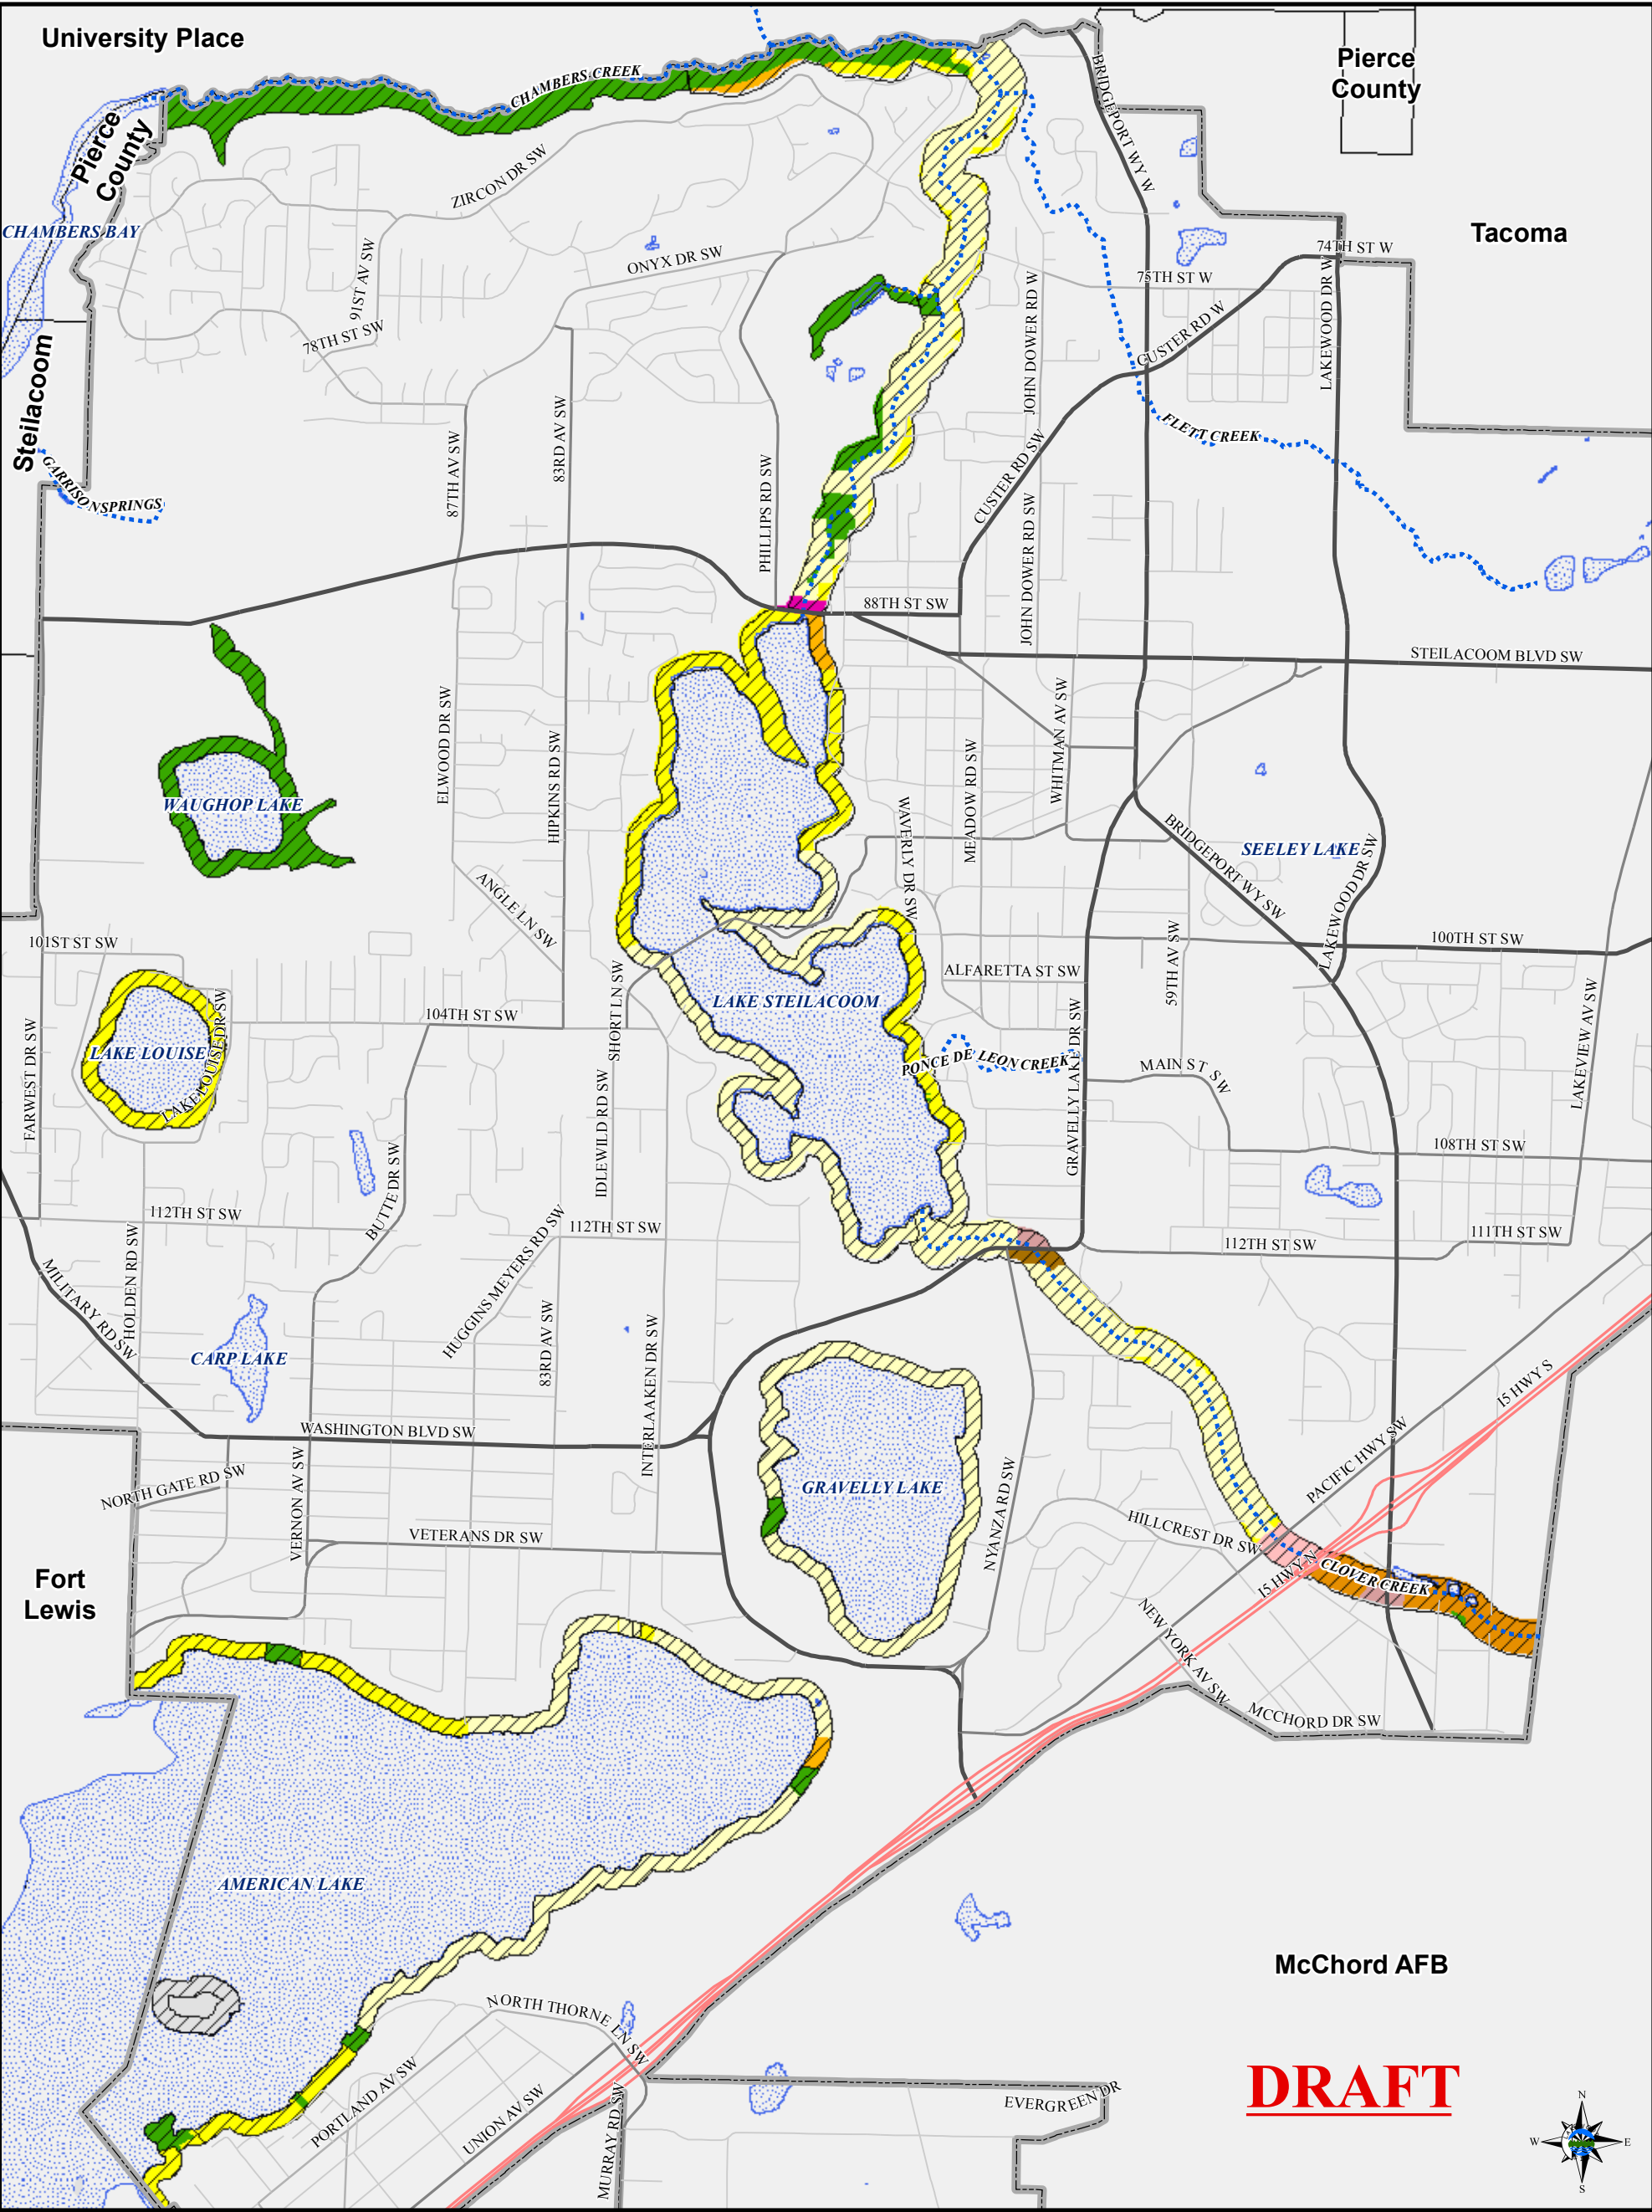 University Place
Pierce
County
CHAMBERS CREEK
BRIDGEPORT WY W
Pierce
County
CHAMBERS BAY
ZIRCON DR SW
Tacoma
74TH ST W
ONYX DR SW
75TH ST W
91ST AV SW
78TH ST SW
JOHN DOWER RD W
CUSTER RD W
LAKEWOOD DR W
Steilacoom
GARRISON SPRINGS
87TH AV SW
83RD AV SW
PHILLIPS RD SW
CUSTER RD SW
FLETT CREEK
JOHN DOWER RD SW
88TH ST SW
STEILACOOM BLVD SW
ELWOOD DR SW
HIPKINS RD SW
WHITMAN AV SW
MEADOW RD SW
WAVERLY DR SW
WAUGHOP LAKE
BRIDGEPORT WY SW
SEELEY LAKE
LAKEWOOD DR SW
ANGLE LN SW
101ST ST SW
100TH ST SW
59TH AV SW
ALFARETTA ST SW
LAKE STEILACOOM
SHORT LN SW
104TH ST SW
LAKE LOUISE
LAKE LOUISE DR SW
FARWEST DR SW
PONCE DE LEON CREEK
GRAVELLY LAKE DR SW
MAIN ST SW
LAKEVIEW AV SW
IDLEWILD RD SW
108TH ST SW
BUTTE DR SW
112TH ST SW
112TH ST SW
112TH ST SW
111TH ST SW
HOLDEN RD SW
HUGGINS MEYERS RD SW
MILITARY RD SW
CARP LAKE
83RD AV SW
INTERLAAKEN DR SW
I5 HWY S
PACIFIC HWY SW
WASHINGTON BLVD SW
NORTH GATE RD SW
VERNON AV SW
GRAVELLY LAKE
NYANZA RD SW
VETERANS DR SW
HILLCREST DR SW
I5 HWY N
CLOVER CREEK
Fort
Lewis
NEW YORK AV SW
MCCHORD DR SW
AMERICAN LAKE
McChord AFB
NORTH THORNE LN SW
PORTLAND AV SW
UNION AV SW
MURRAY RD SW
EVERGREEN DR
DRAFT
N
W
E
S